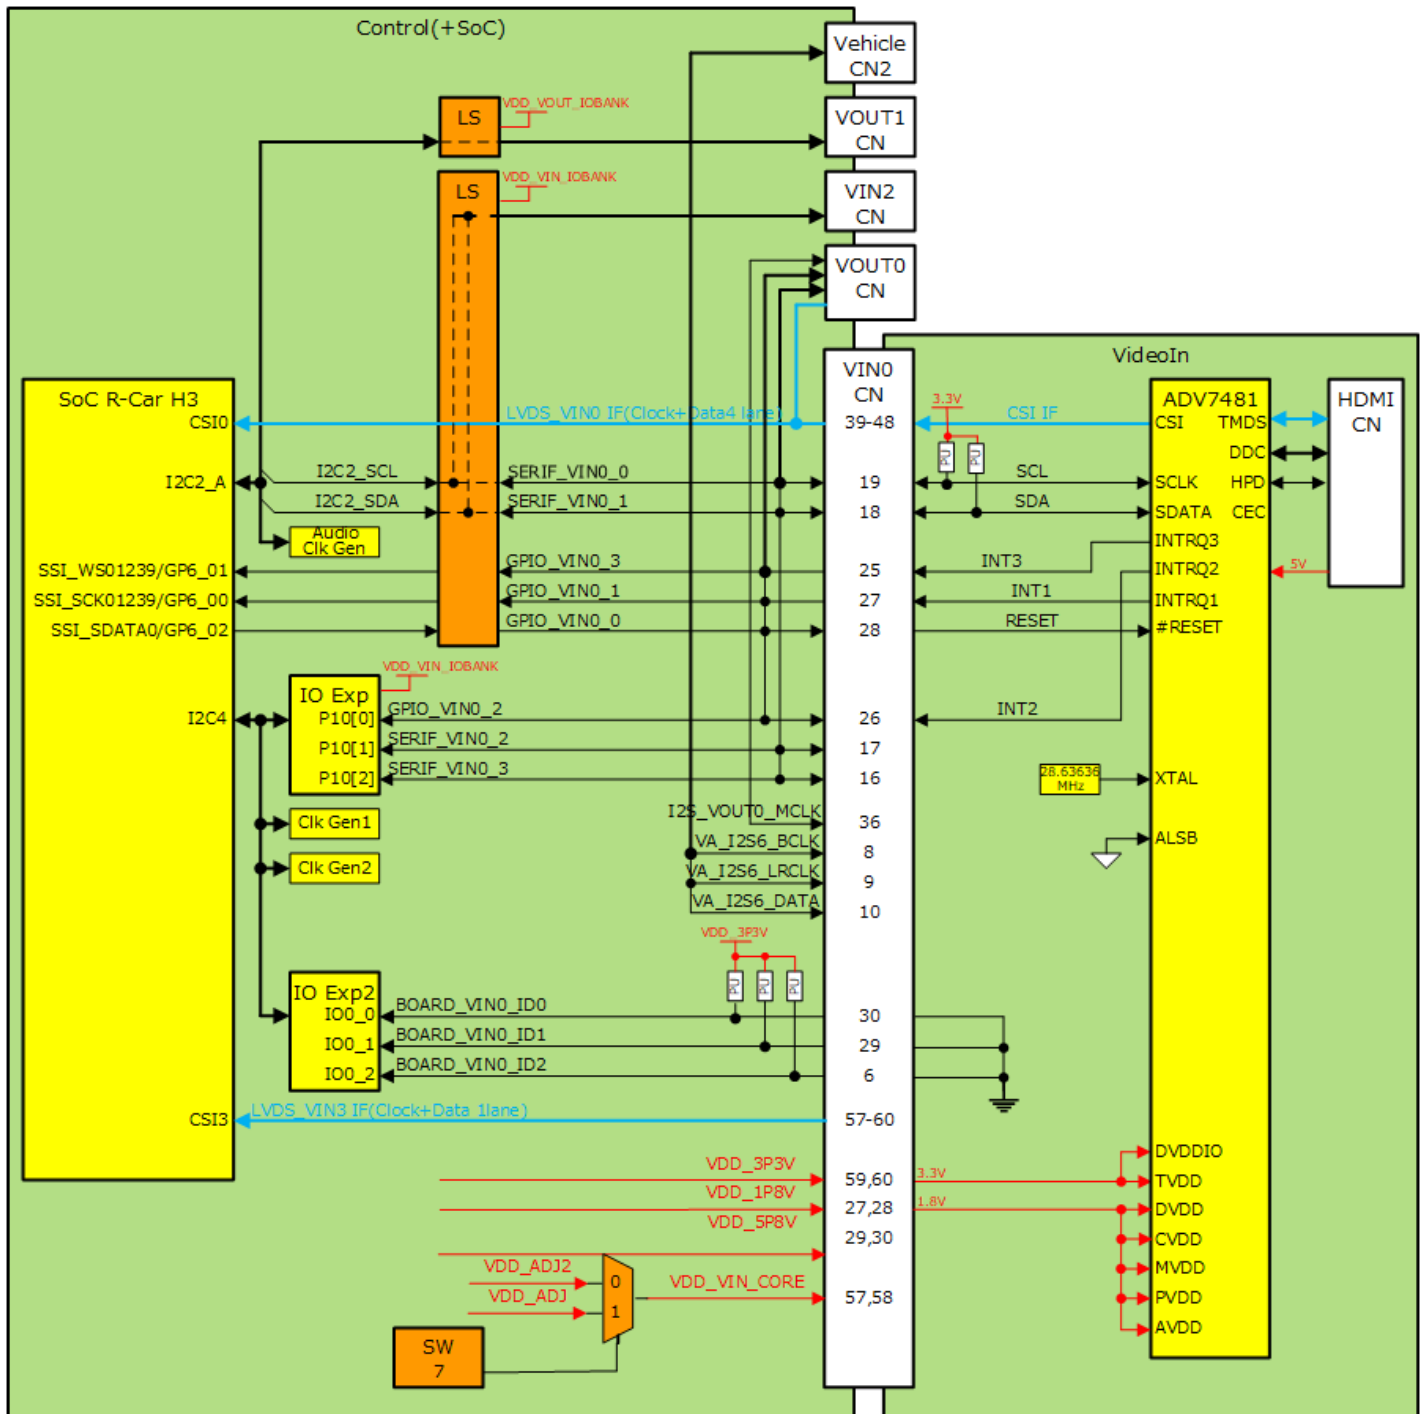 Control(+SoC)
Vehicle
CN2
LS
VDD_VOUT_IOBANK
VOUT1
CN
LS
VDD_VIN_IOBANK
VIN2
CN
VOUT0
CN
VideoIn
VIN0
CN
SoC R-Car H3
CSI0
LVDS_VIN0 IF(Clock+Data4 lane)
39-48
3.3V
CSI IF
ADV7481
CSI
TMDS
HDMI
CN
DDC
PU
PU
I2C2_A
I2C2_SCL
SERIF_VIN0_0
19
SCL
SCLK
HPD
I2C2_SDA
SERIF_VIN0_1
18
SDA
SDATA
CEC
Audio
Clk Gen
INTRQ3
SSI_WS01239/GP6_01
GPIO_VIN0_3
25
INT3
INTRQ2
5V
SSI_SCK01239/GP6_00
GPIO_VIN0_1
27
INT1
INTRQ1
SSI_SDATA0/GP6_02
GPIO_VIN0_0
28
RESET
#RESET
VDD_VIN_IOBANK
IO Exp
I2C4
P10[0]
GPIO_VIN0_2
26
INT2
P10[1]
SERIF_VIN0_2
17
P10[2]
SERIF_VIN0_3
16
28.63636
MHz
XTAL
Clk Gen1
I2S_VOUT0_MCLK
36
VA_I2S6_BCLK
8
ALSB
Clk Gen2
VA_I2S6_LRCLK
9
VA_I2S6_DATA
10
VDD_3P3V
PU
PU
PU
IO Exp2
IO0_0
BOARD_VIN0_ID0
30
IO0_1
BOARD_VIN0_ID1
29
IO0_2
BOARD_VIN0_ID2
6
CSI3
LVDS_VIN3 IF(Clock+Data 1lane)
57-60
DVDDIO
VDD_3P3V
59,60
3.3V
TVDD
VDD_1P8V
27,28
1.8V
DVDD
VDD_5P8V
29,30
CVDD
VDD_ADJ2
0
MVDD
VDD_ADJ
1
VDD_VIN_CORE
57,58
PVDD
AVDD
SW
7